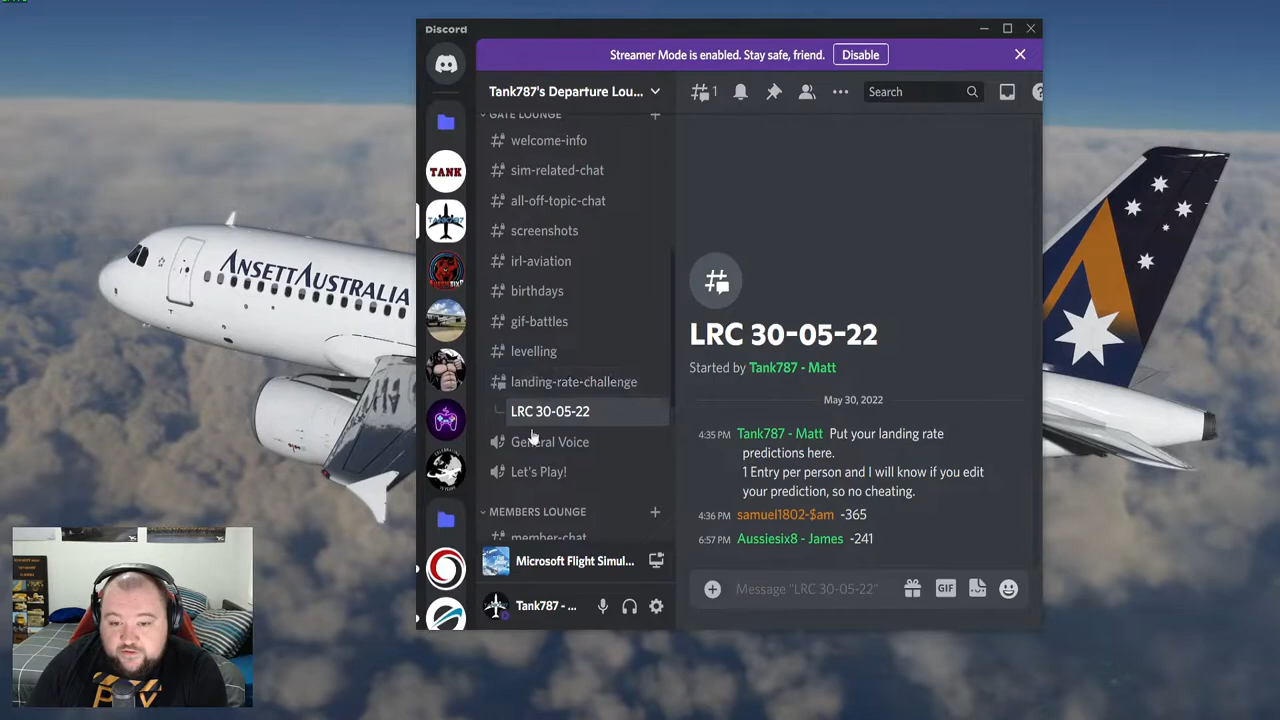 Discord
Streamer Mode is enabled. Stay safe, friend. Disable
Tank787's Departure Lou...
1
Search
GATE LOUNGE
welcome-info
sim-related-chat
all-off-topic-chat
screenshots
irl-aviation
birthdays
gif-battles
levelling
landing-rate-challenge
LRC 30-05-22
General Voice
Let's Play!
MEMBERS LOUNGE
member-chat
Microsoft Flight Simul...
Tank787 - ...
TANK
TANK787
LRC 30-05-22
Started by Tank787 - Matt
May 30, 2022
4:35 PM Tank787 - Matt Put your landing rate
predictions here.
1 Entry per person and I will know if you edit
your prediction, so no cheating.
4:36 PM samuel1802-$am -365
6:57 PM Aussiesix8 - James -241
Message "LRC 30-05-22"
GIF
ANSETT AUSTRALIA